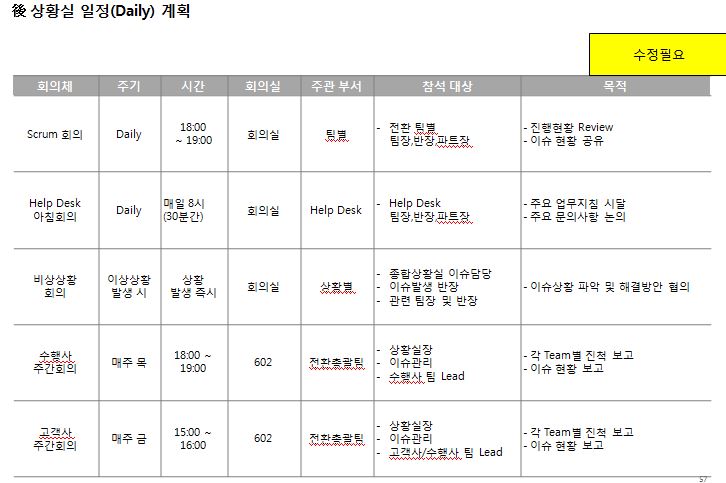 後 상황실 일정(Daily) 계획
수정필요
회의체 주기 시간 회의실 주관 부서 참석 대상 목적
Scrum 회의 Daily 18:00 ~ 19:00 회의실 팀별 - 전환 팀별 팀장,반장,파트장 - 진행현황 Review - 이슈 현황 공유
Help Desk 아침회의 Daily 매일 8시 (30분간) 회의실 Help Desk - Help Desk 팀장,반장,파트장 - 주요 업무지침 시달 - 주요 문의사항 논의
비상상황 회의 이상상황 발생 시 상황 발생 즉시 회의실 상황별 - 종합상황실 이슈담당 - 이슈발생 반장 - 관련 팀장 및 반장 - 이슈상황 파악 및 해결방안 협의
수행사 주간회의 매주 목 18:00 ~ 19:00 602 전환총괄팀 - 상황실장 - 이슈관리 - 수행사 팀 Lead - 각 Team별 진척 보고 - 이슈 현황 보고
고객사 주간회의 매주 금 15:00 ~ 16:00 602 전환총괄팀 - 상황실장 - 이슈관리 - 고객사/수행사 팀 Lead - 각 Team별 진척 보고 - 이슈 현황 보고
57